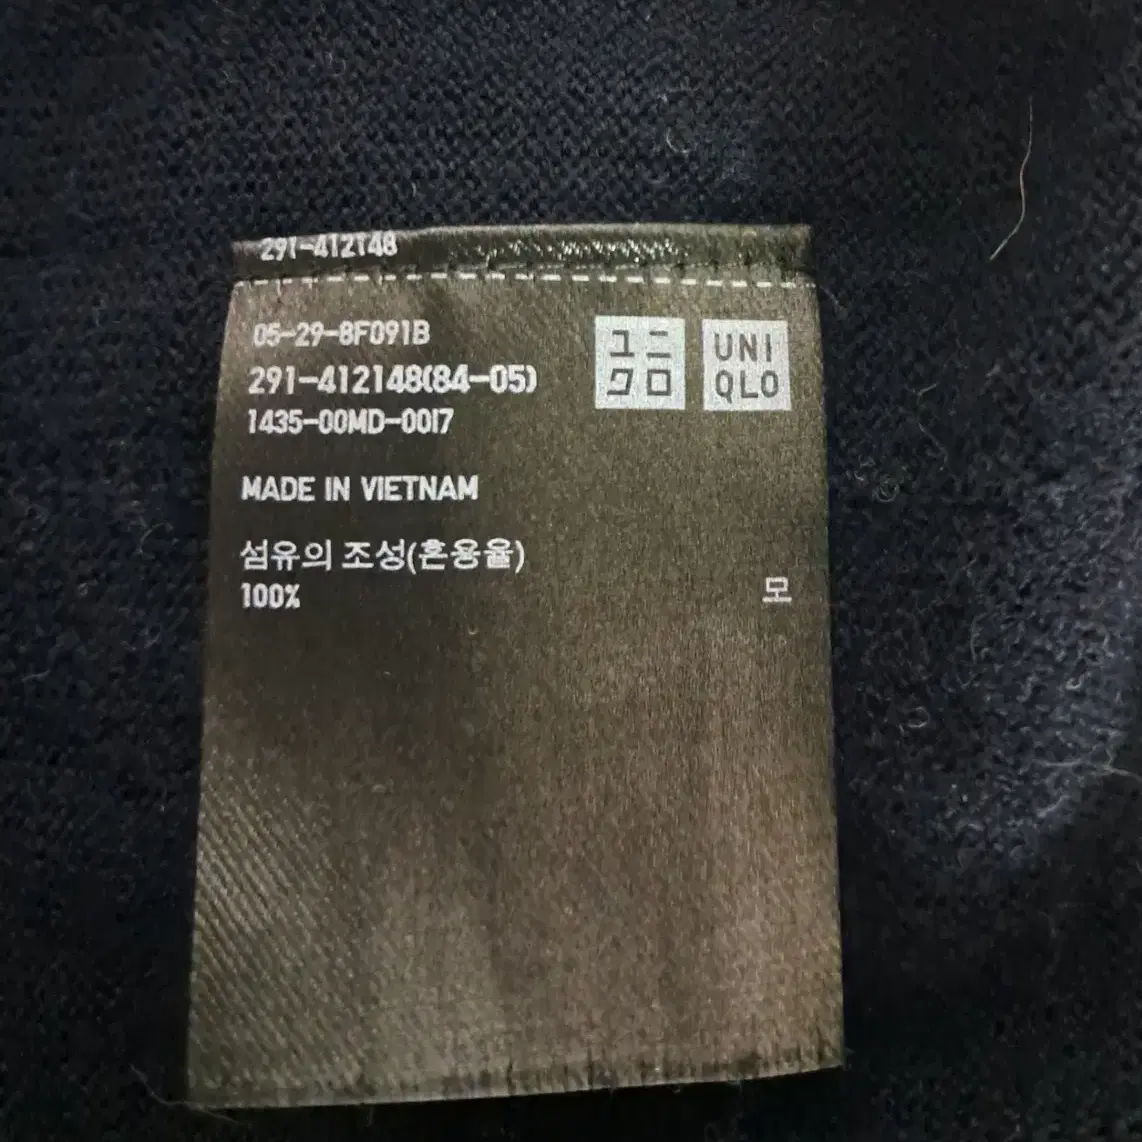 291-412148
05-29-8F091B
291-412148(84-05)
1435-00MD-0017
ユニ
クロ
UNI
QLO
MADE IN VIETNAM
섬유의 조성(혼용율)
100% 모